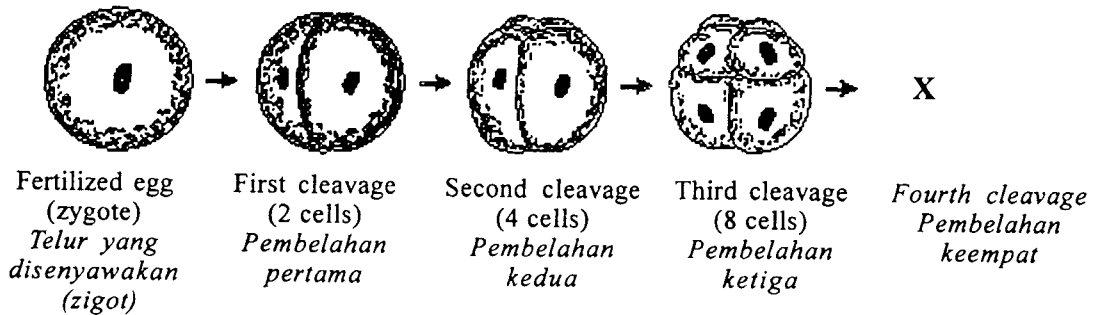 X
Fertilized egg
(zygote)
Telur yang
disenyawakan
(zigot)
First cleavage
(2 cells)
Pembelahan
pertama
Second cleavage
(4 cells)
Pembelahan
kedua
Third cleavage
(8 cells)
Pembelahan
ketiga
Fourth cleavage
Pembelahan
keempat